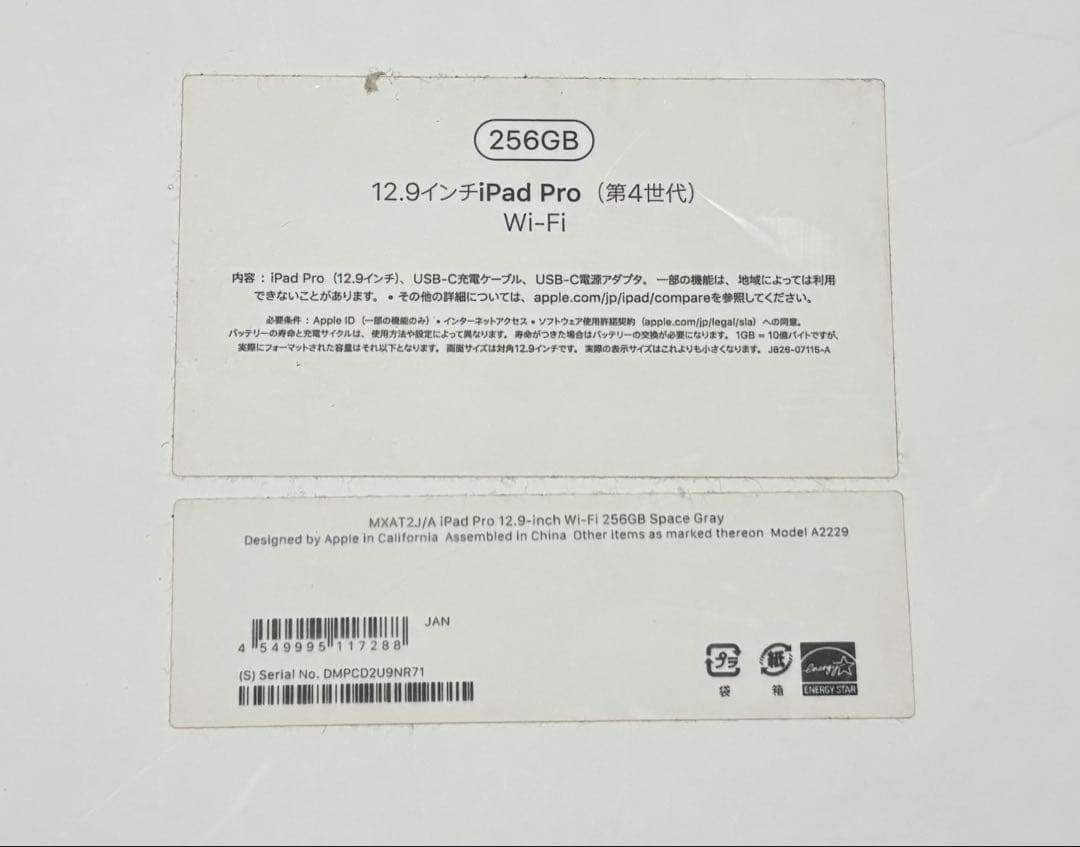 256GB
12.9インチiPad Pro（第4世代）
Wi-Fi
内容：iPad Pro（12.9インチ）、USB-C充電ケーブル、USB-C電源アダプタ。一部の機能は、地域によっては利用
できないことがあります。• その他の詳細については、apple.com/jp/ipad/compareを参照してください。
必要条件：Apple ID（一部の機能のみ）• インターネットアクセス • ソフトウェア使用許諾契約（apple.com/jp/legal/sla）への同意。
バッテリーの寿命と充電サイクルは、使用方法や設定によって異なります。寿命がつきた場合はバッテリーの交換が必要になります。1GB = 10億バイトですが、
実際にフォーマットされた容量はそれ以下となります。画面サイズは対角12.9インチです。実際の表示サイズはこれよりも小さくなります。J826-07115-A
MXAT2J/A iPad Pro 12.9-inch Wi-Fi 256GB Space Gray
Designed by Apple in California Assembled in China Other items as marked thereon Model A2229
JAN
4 549995 117288
(S) Serial No. DMPCD2U9NR71
プラ 紙 energy
袋 箱 ENERGY STAR